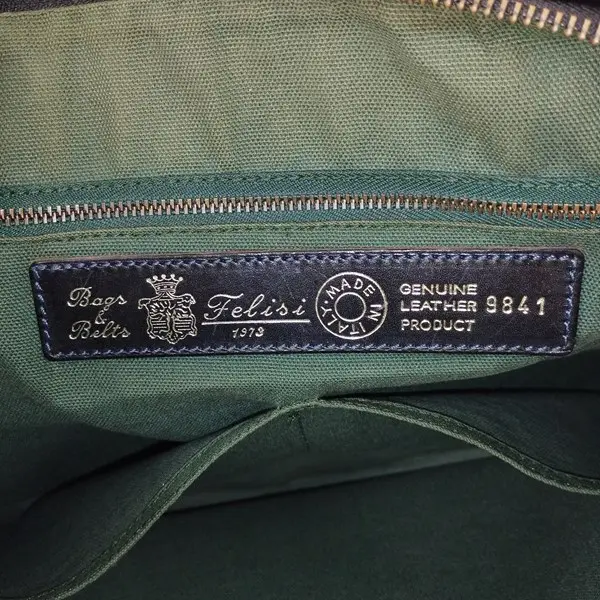 Bags
&
Belts
Felisi
1973
MADE IN ITALY
GENUINE
LEATHER
PRODUCT
9841